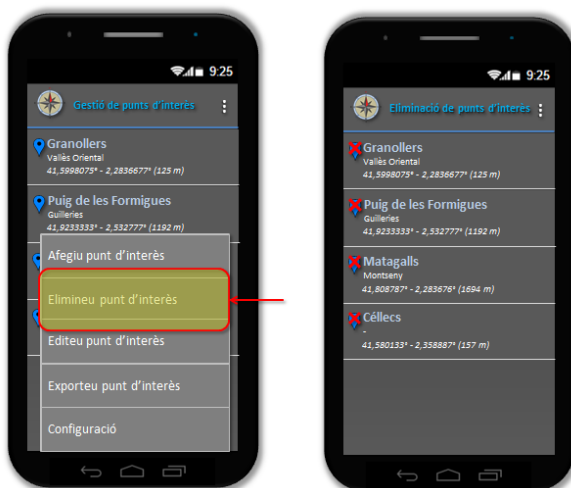 9:25
Gestió de punts d'interès
Granollers
Vallès Oriental
41,5998075° - 2,2836677° (125 m)
Puig de les Formigues
Guilleries
41,9233333° - 2,532777° (1192 m)
Afegiu punt d'interès
Elimineu punt d'interès
Editeu punt d'interès
Exporteu punt d'interès
Configuració
9:25
Eliminació de punts d'interès
Granollers
Vallès Oriental
41,5998075° - 2,2836677° (125 m)
Puig de les Formigues
Guilleries
41,9233333° - 2,532777° (1192 m)
Matagalls
Montseny
41,808787° - 2,283676° (1694 m)
Céllecs
-
41,580133° - 2,358887° (157 m)